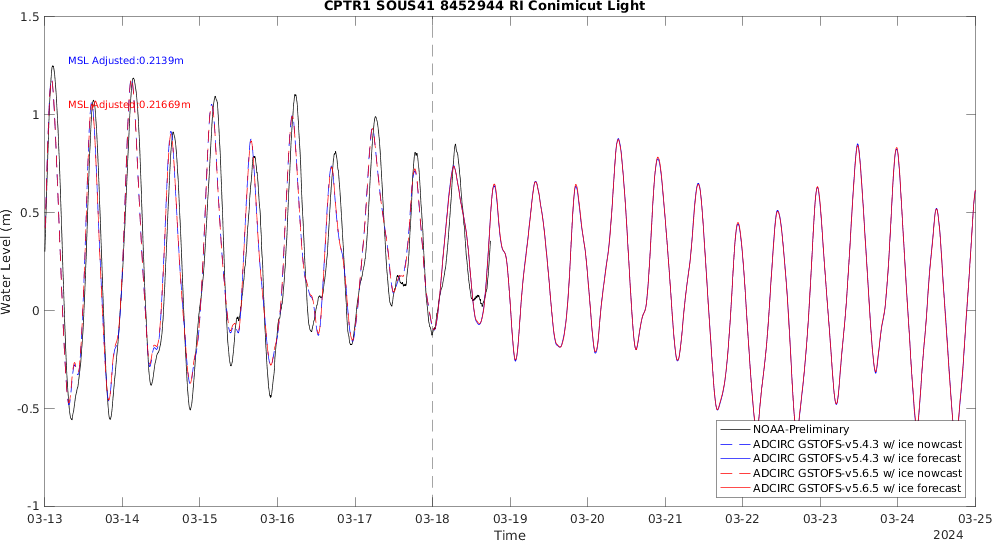 CPTR1 SOUS41 8452944 RI Conimicut Light
1.5
MSL Adjusted:0.2139m
MSL Adjusted:0.21669m
1
0.5
Water Level (m)
0
-0.5
-1
NOAA-Preliminary
ADCIRC GSTOFS-v5.4.3 w/ ice nowcast
ADCIRC GSTOFS-v5.4.3 w/ ice forecast
ADCIRC GSTOFS-v5.6.5 w/ ice nowcast
ADCIRC GSTOFS-v5.6.5 w/ ice forecast
03-13 03-14 03-15 03-16 03-17 03-18 03-19 03-20 03-21 03-22 03-23 03-24 03-25
Time
2024